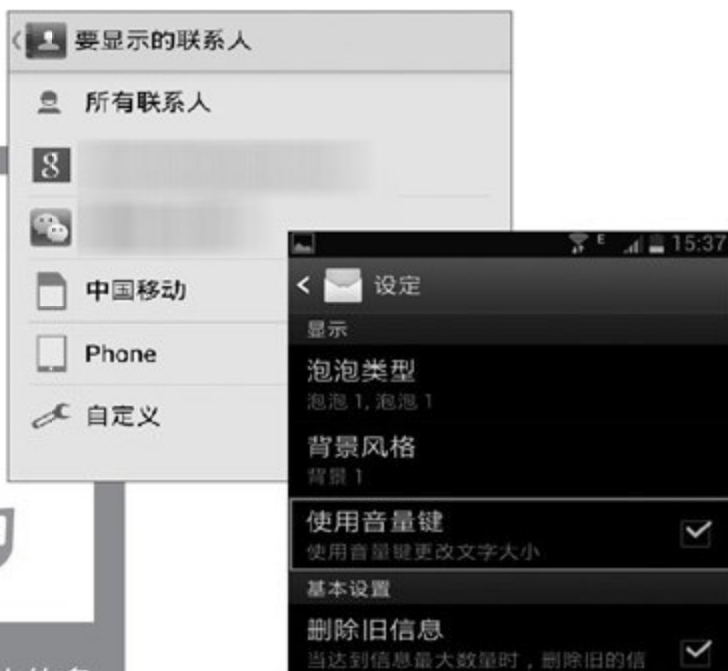 要显示的联系人
所有联系人
中国移动
Phone
自定义
E 15:37
设定
显示
泡泡类型
泡泡 1, 泡泡 1
背景风格
背景 1
使用音量键
使用音量键更改文字大小
基本设置
删除旧信息
当达到信息最大数量时，删除旧的信